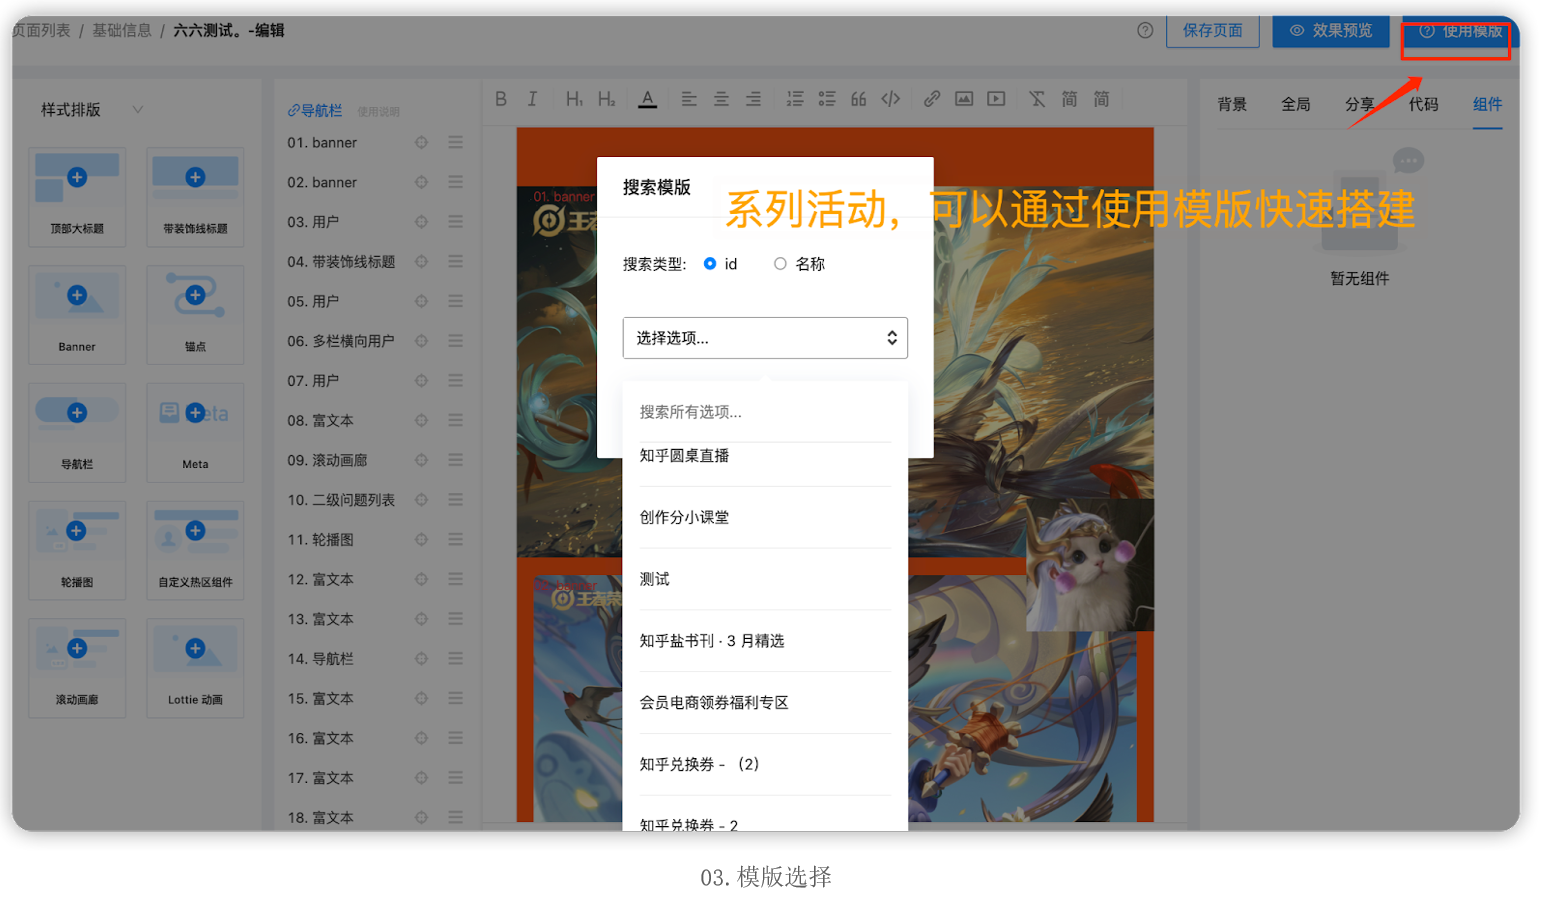 页面列表 / 基础信息 / 六六测试。-编辑
保存页面
效果预览
使用模版
样式排版
顶部大标题
带装饰线标题
Banner
锚点
导航栏
Meta
轮播图
自定义热区组件
滚动画廊
Lottie 动画
导航栏 使用说明
01. banner
02. banner
03. 用户
04. 带装饰线标题
05. 用户
06. 多栏横向用户
07. 用户
08. 富文本
09. 滚动画廊
10. 二级问题列表
11. 轮播图
12. 富文本
13. 富文本
14. 导航栏
15. 富文本
16. 富文本
17. 富文本
18. 富文本
B I H1 H2 A 简 简
01. banner
搜索模版
系列活动，可以通过使用模版快速搭建
搜索类型: id 名称
选择选项...
搜索所有选项...
知乎圆桌直播
创作分小课堂
测试
知乎盐书刊 · 3 月精选
会员电商领券福利专区
知乎兑换券 - （2）
知乎兑换券 - 2
背景 全局 分享 代码 组件
暂无组件
03. 模版选择